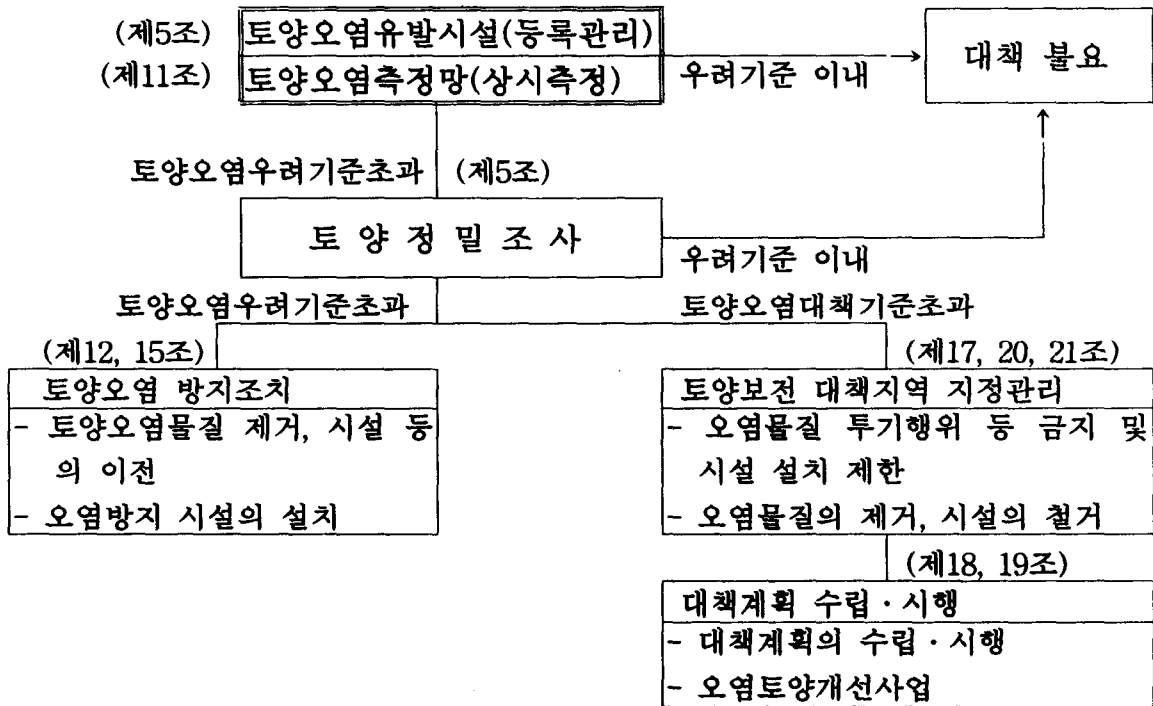 (제5조) 토양오염유발시설(등록관리)
(제11조) 토양오염측정망(상시측정)
우려기준 이내
대책 불요
토양오염우려기준초과 (제5조)
토 양 정 밀 조 사
우려기준 이내
토양오염우려기준초과
토양오염대책기준초과
(제12, 15조)
토양오염 방지조치
- 토양오염물질 제거, 시설 등
의 이전
- 오염방지 시설의 설치
(제17, 20, 21조)
토양보전 대책지역 지정관리
- 오염물질 투기행위 등 금지 및
시설 설치 제한
- 오염물질의 제거, 시설의 철거
(제18, 19조)
대책계획 수립·시행
- 대책계획의 수립·시행
- 오염토양개선사업